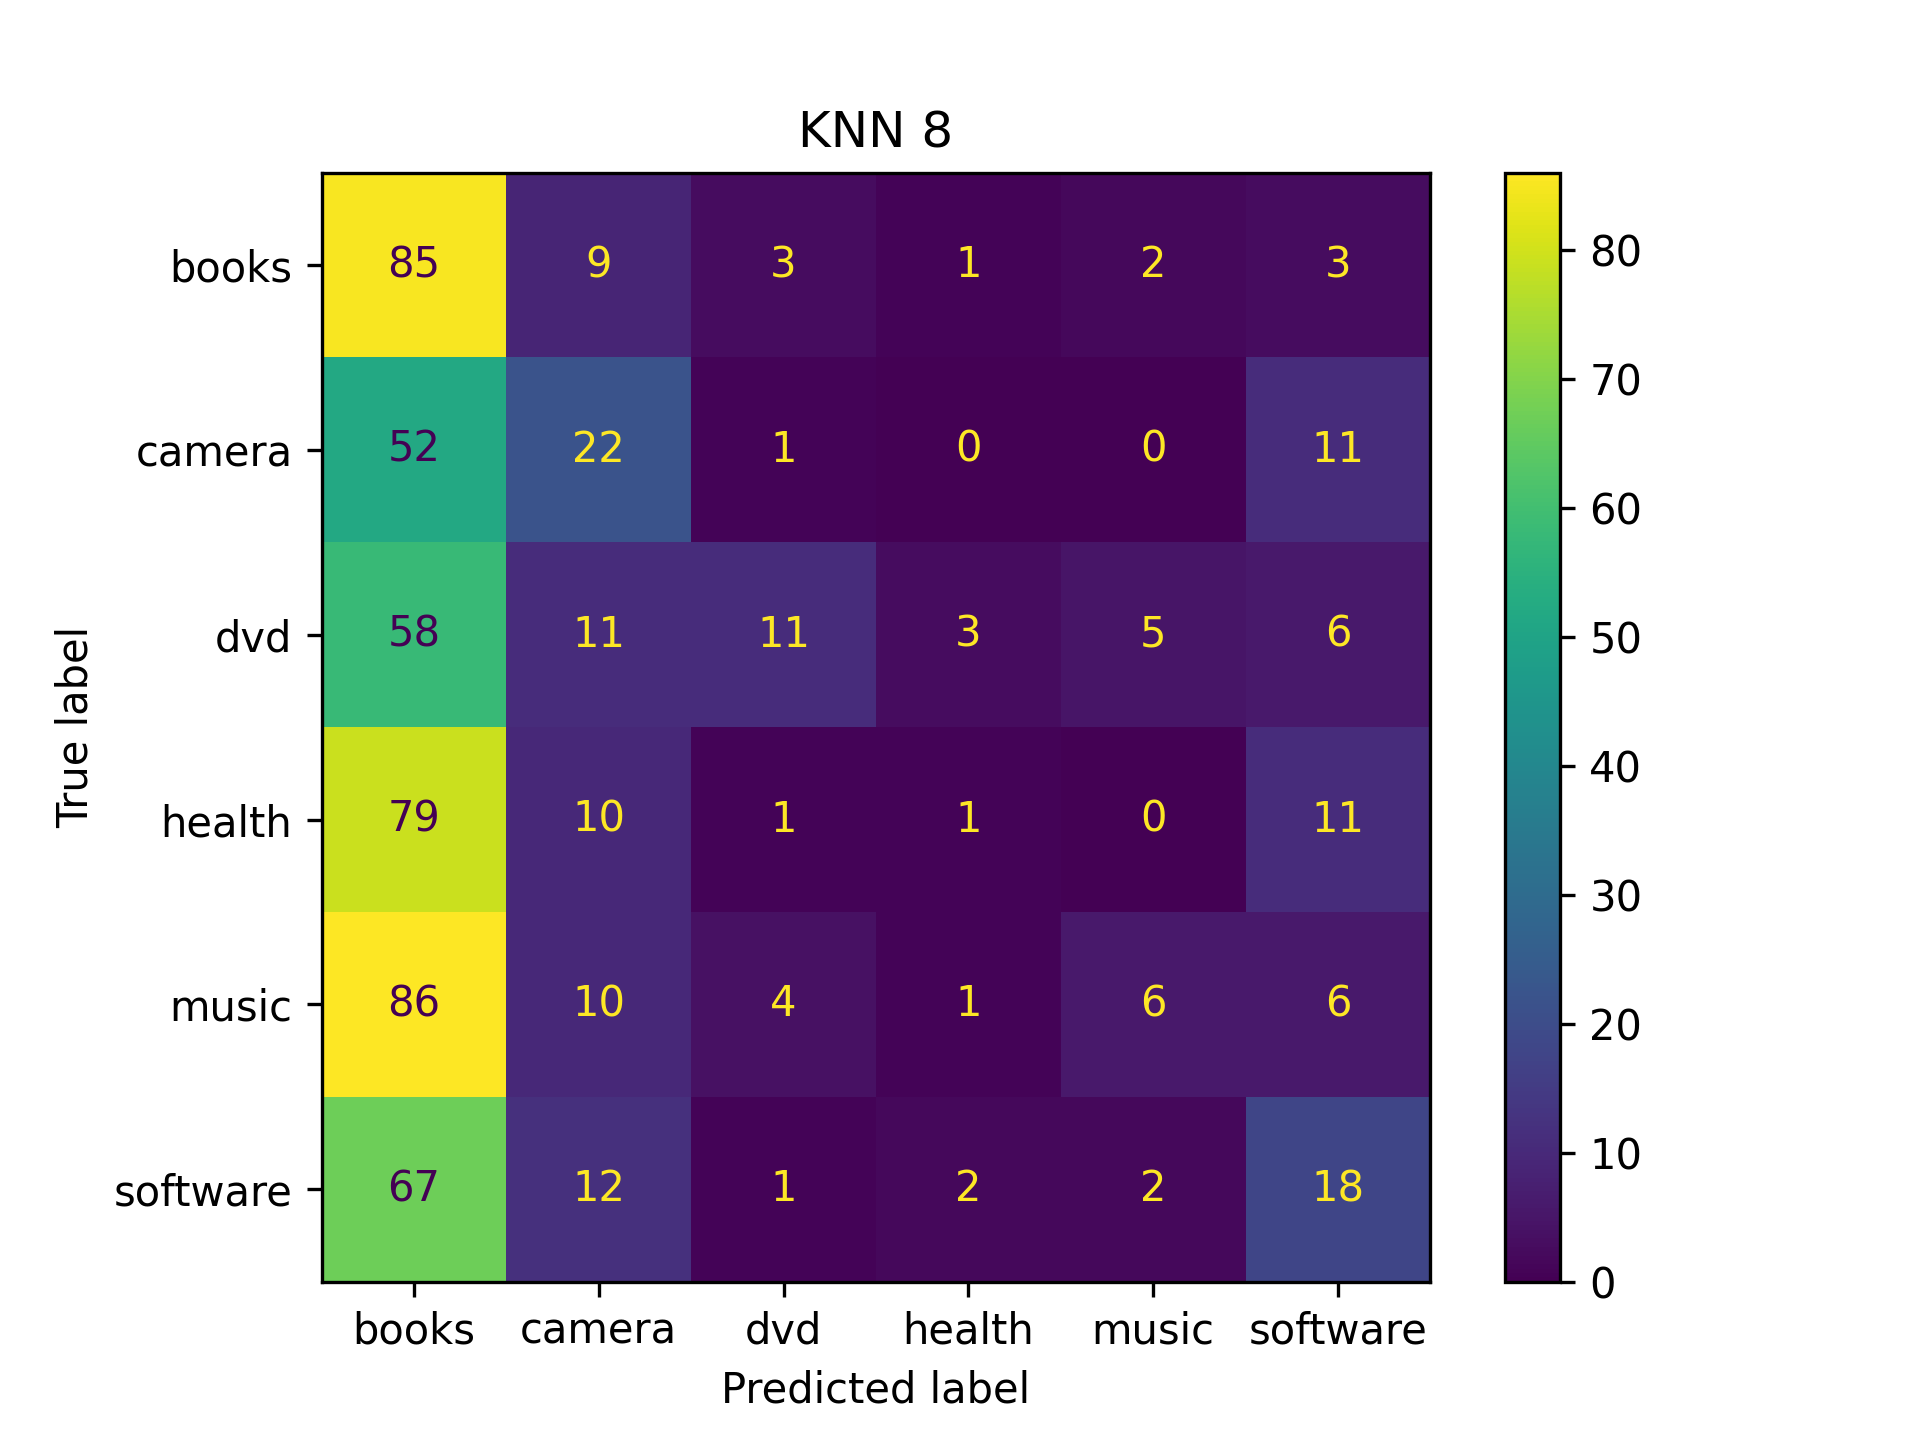 KNN 8
books 85 9 3 1 2 3
camera 52 22 1 0 0 11
dvd 58 11 11 3 5 6
health 79 10 1 1 0 11
music 86 10 4 1 6 6
software 67 12 1 2 2 18
books camera dvd health music software
Predicted label
True label
80
70
60
50
40
30
20
10
0